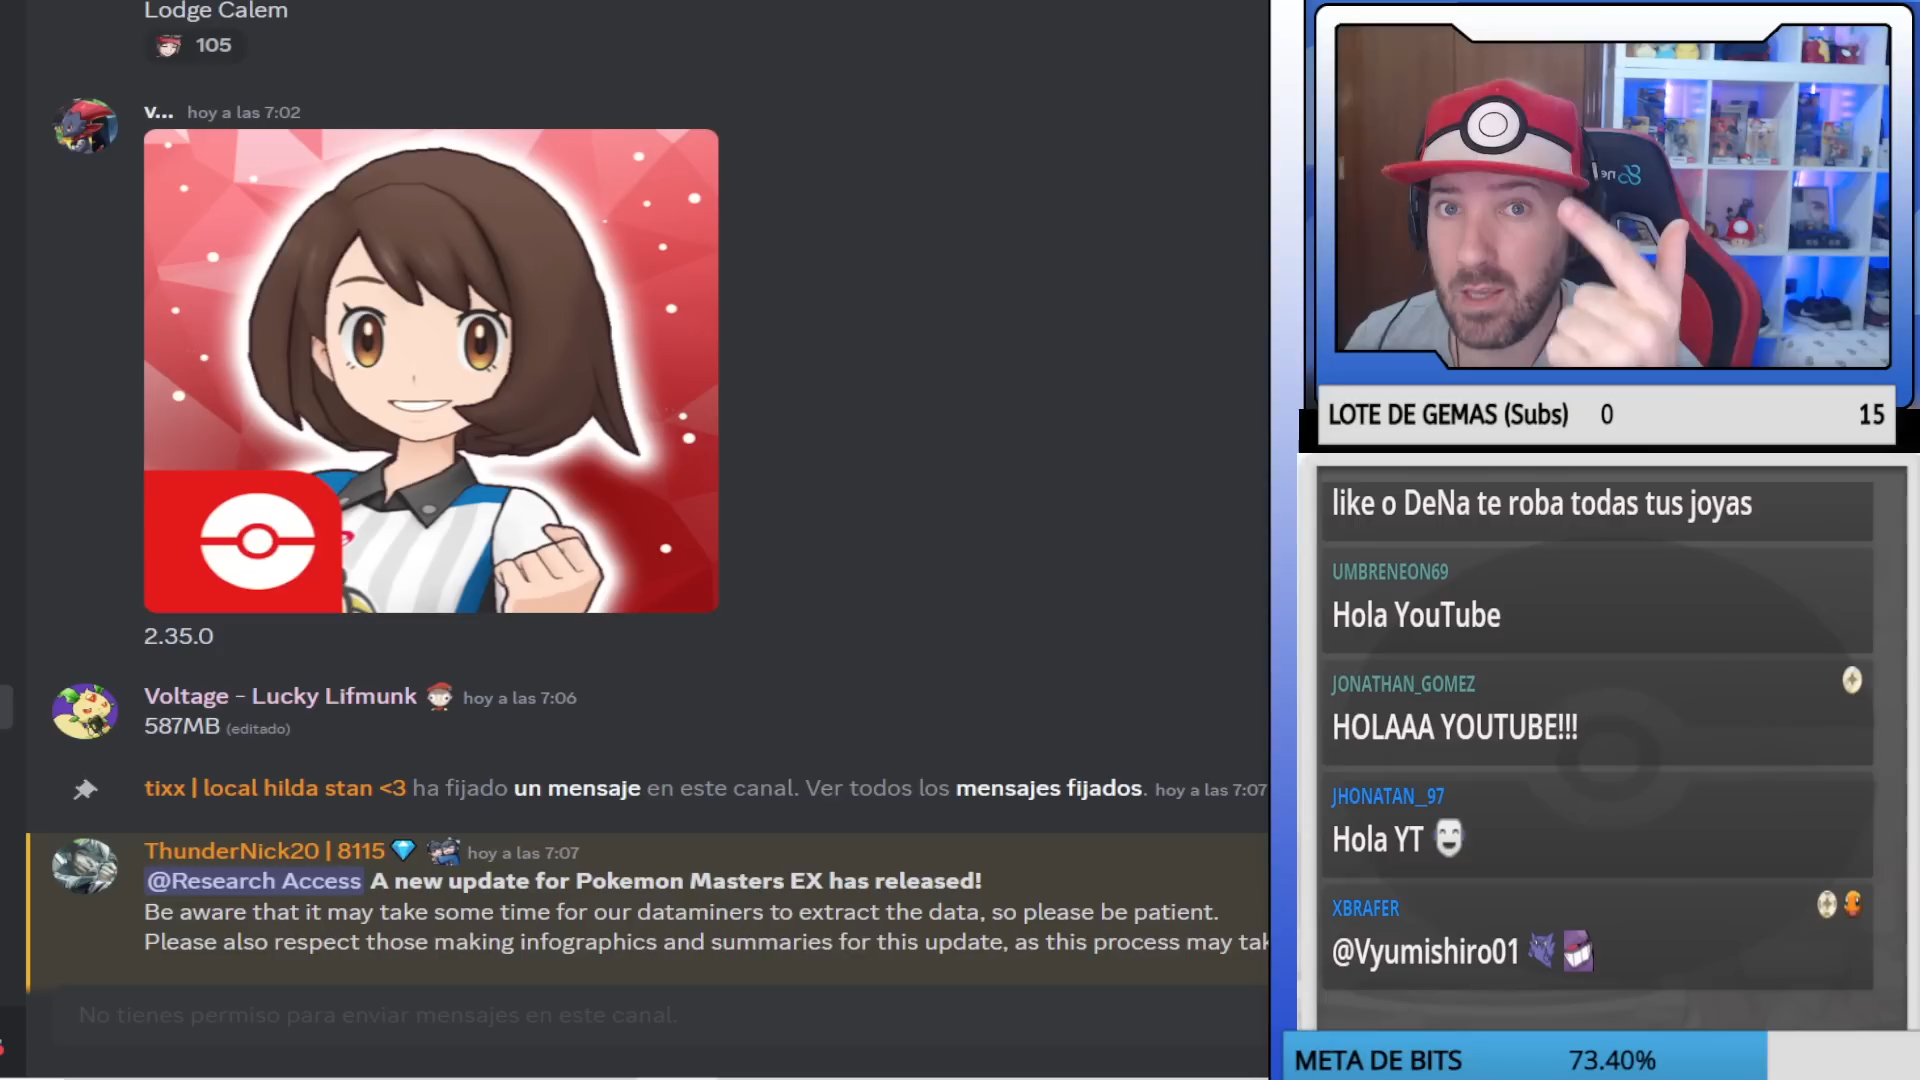 Lodge Calem
105
V... hoy a las 7:02
2.35.0
Voltage - Lucky Lifmunk hoy a las 7:06
587MB (editado)
tixx | local hilda stan <3 ha fijado un mensaje en este canal. Ver todos los mensajes fijados. hoy a las 7:07
ThunderNick20 | 8115 hoy a las 7:07
@Research Access A new update for Pokemon Masters EX has released!
Be aware that it may take some time for our dataminers to extract the data, so please be patient.
Please also respect those making infographics and summaries for this update, as this process may tak
No tienes permiso para enviar mensajes en este canal.
LOTE DE GEMAS (Subs) 0 15
like o DeNA te roba todas tus joyas
UMBRENEON69
Hola YouTube
JONATHAN_GOMEZ
HOLAAA YOUTUBE!!!
JHONATAN_97
Hola YT
XBRAFER
@Vyumishiro01
META DE BITS 73.40%